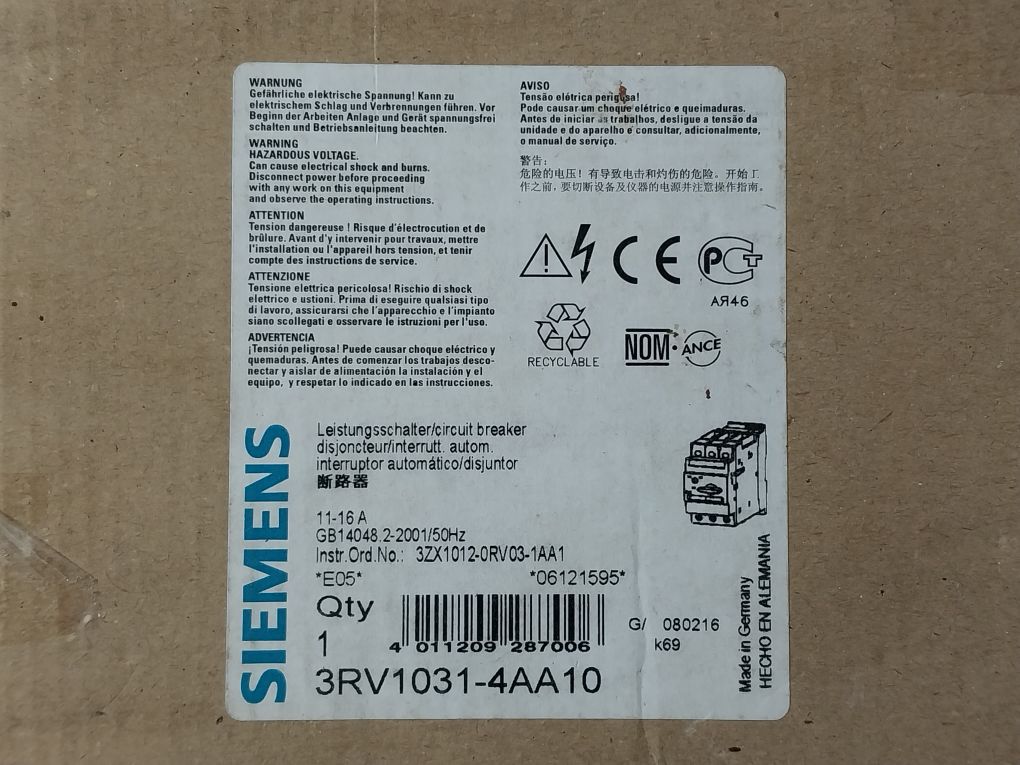 WARNUNG
Gefährliche elektrische Spannung! Kann zu
elektrischem Schlag und Verbrennungen führen. Vor
Beginn der Arbeiten Anlage und Gerät spannungsfrei
schalten und Betriebsanleitung beachten.
WARNING
HAZARDOUS VOLTAGE.
Can cause electrical shock and burns.
Disconnect power before proceeding
with any work on this equipment
and observe the operating instructions.
ATTENTION
Tension dangereuse ! Risque d'électrocution et de
brûlure. Avant d'y intervenir pour travaux, mettre
l'installation ou l'appareil hors tension, et tenir
compte des instructions de service.
ATTENZIONE
Tensione elettrica pericolosa! Rischio di shock
elettrico e ustioni. Prima di eseguire qualsiasi tipo
di lavoro, assicurarsi che l'apparecchio e l'impianto
siano scollegati e osservare le istruzioni per l'uso.
ADVERTENCIA
¡Tensión peligrosa! Puede causar choque eléctrico y
quemaduras. Antes de comenzar los trabajos desco-
nectar y aislar de alimentación la instalación y el
equipo, y respetar lo indicado en las instrucciones.
AVISO
Tensão elétrica perigosa!
Pode causar um choque elétrico e queimaduras.
Antes de iniciar as trabalhos, desligue a tensão da
unidade e do aparelho e consultar, adicionalmente,
o manual de serviço.
警告:
危险的电压! 有导致电击和灼伤的危险。开始工
作之前, 要切断设备及仪器的电源并注意操作指南。
CE
PCT
АЯ46
RECYCLABLE
NOM
ANCE
SIEMENS
Leistungsschalter/circuit breaker
disjoncteur/interrutt. autom.
interruptor automático/disjuntor
断路器
11-16 A
GB14048.2-2001/50Hz
Instr.Ord.No.: 3ZX1012-0RV03-1AA1
*E05* *06121595*
Qty
1
4 011209 287006
3RV1031-4AA10
G/ 080216
k69
Made in Germany
HECHO EN ALEMANIA